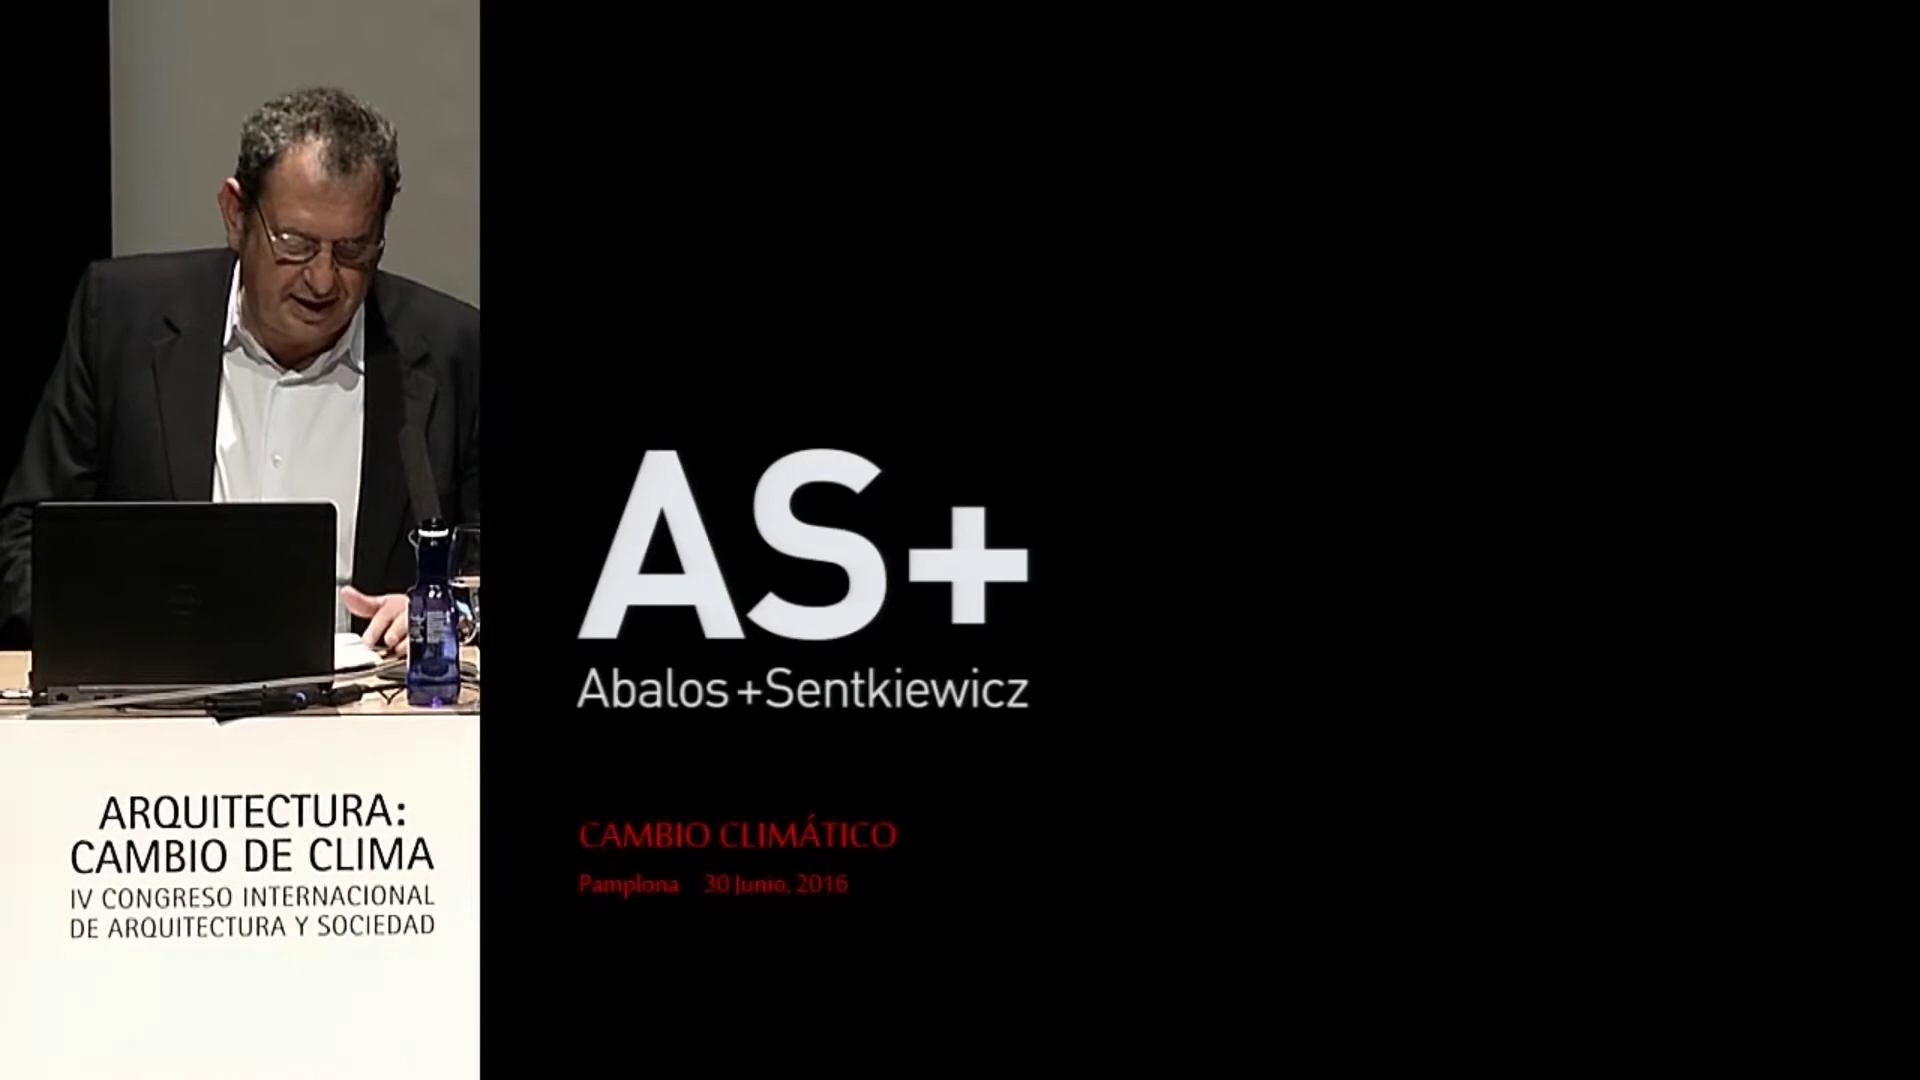 ARQUITECTURA:
CAMBIO DE CLIMA
IV CONGRESO INTERNACIONAL
DE ARQUITECTURA Y SOCIEDAD
AS+
Abalos+Sentkiewicz
CAMBIO CLIMÁTICO
Pamplona 30 Junio, 2016